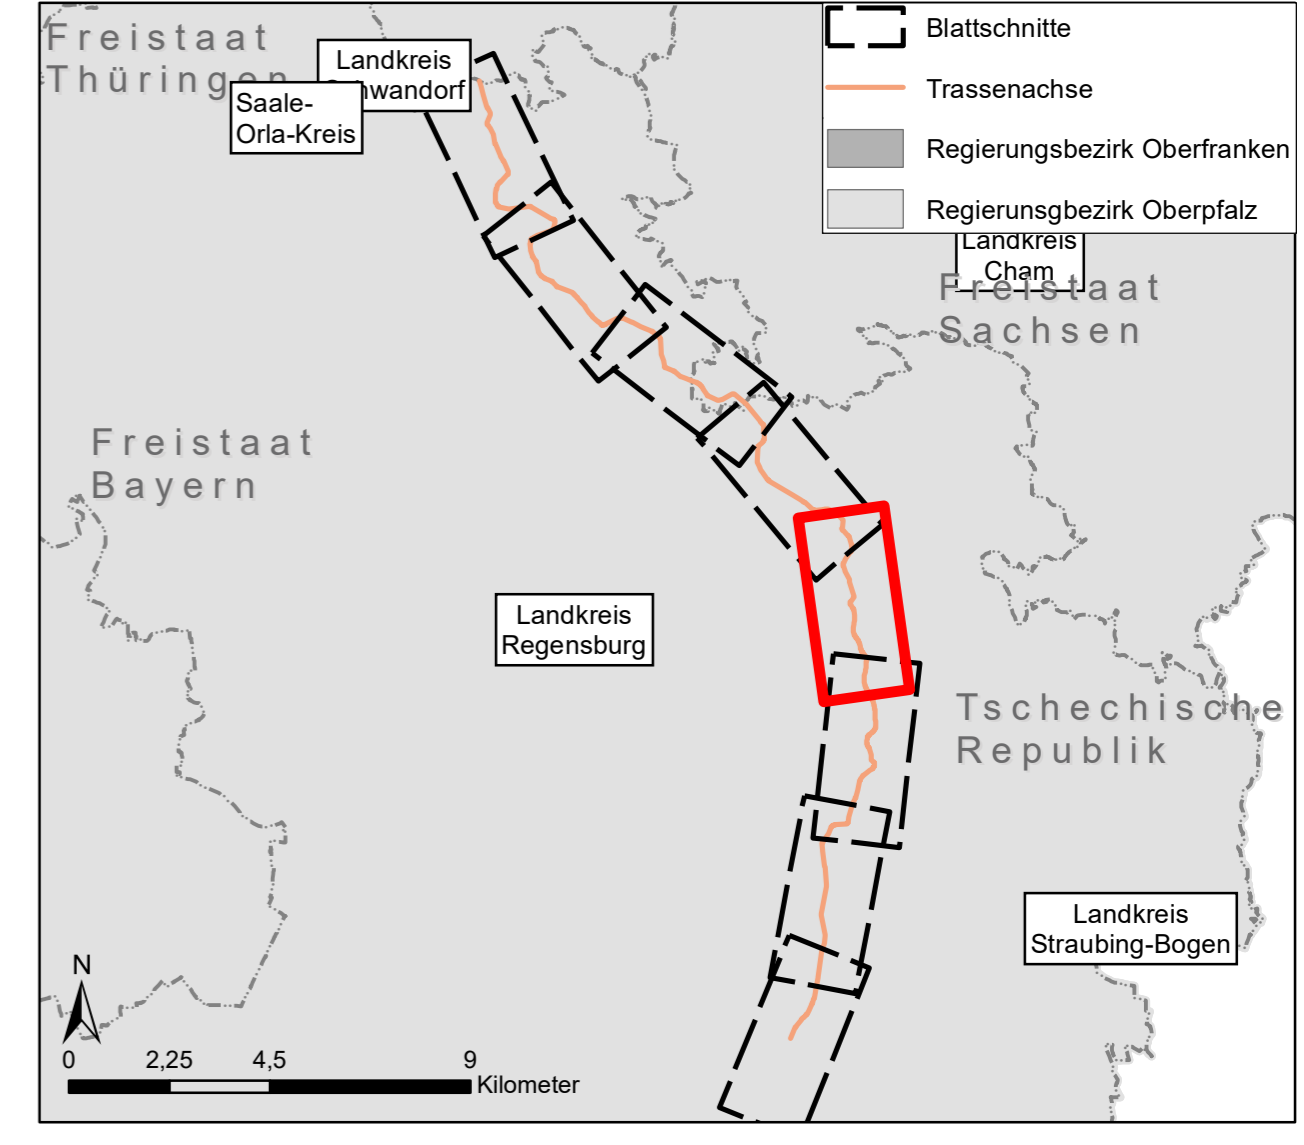 Freistaat
Thüringen
Landkreis
Schwandorf
Saale-
Orla-Kreis
Blattschnitte
Trassenachse
Regierungsbezirk Oberfranken
Regierunsgbezirk Oberpfalz
Landkreis
Cham
Freistaat
Sachsen
Freistaat
Bayern
Landkreis
Regensburg
Tschechische
Republik
Landkreis
Straubing-Bogen
N
0 2,25 4,5 9
Kilometer